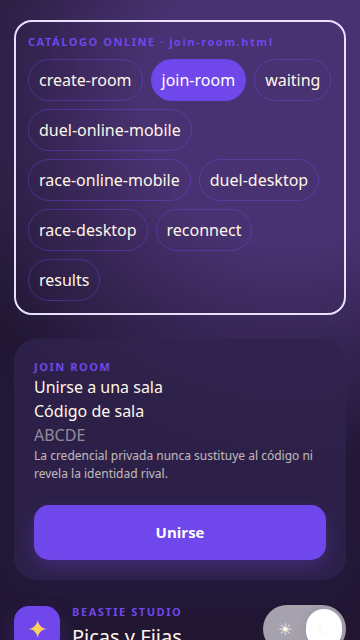 CATÁLOGO ONLINE · join-room.html
create-room join-room waiting
duel-online-mobile
race-online-mobile duel-desktop
race-desktop reconnect
results
JOIN ROOM
Unirse a una sala
Código de sala
ABCDE
La credencial privada nunca sustituye al código ni
revela la identidad rival.
Unirse
BEASTIE STUDIO
Picas y Fijas